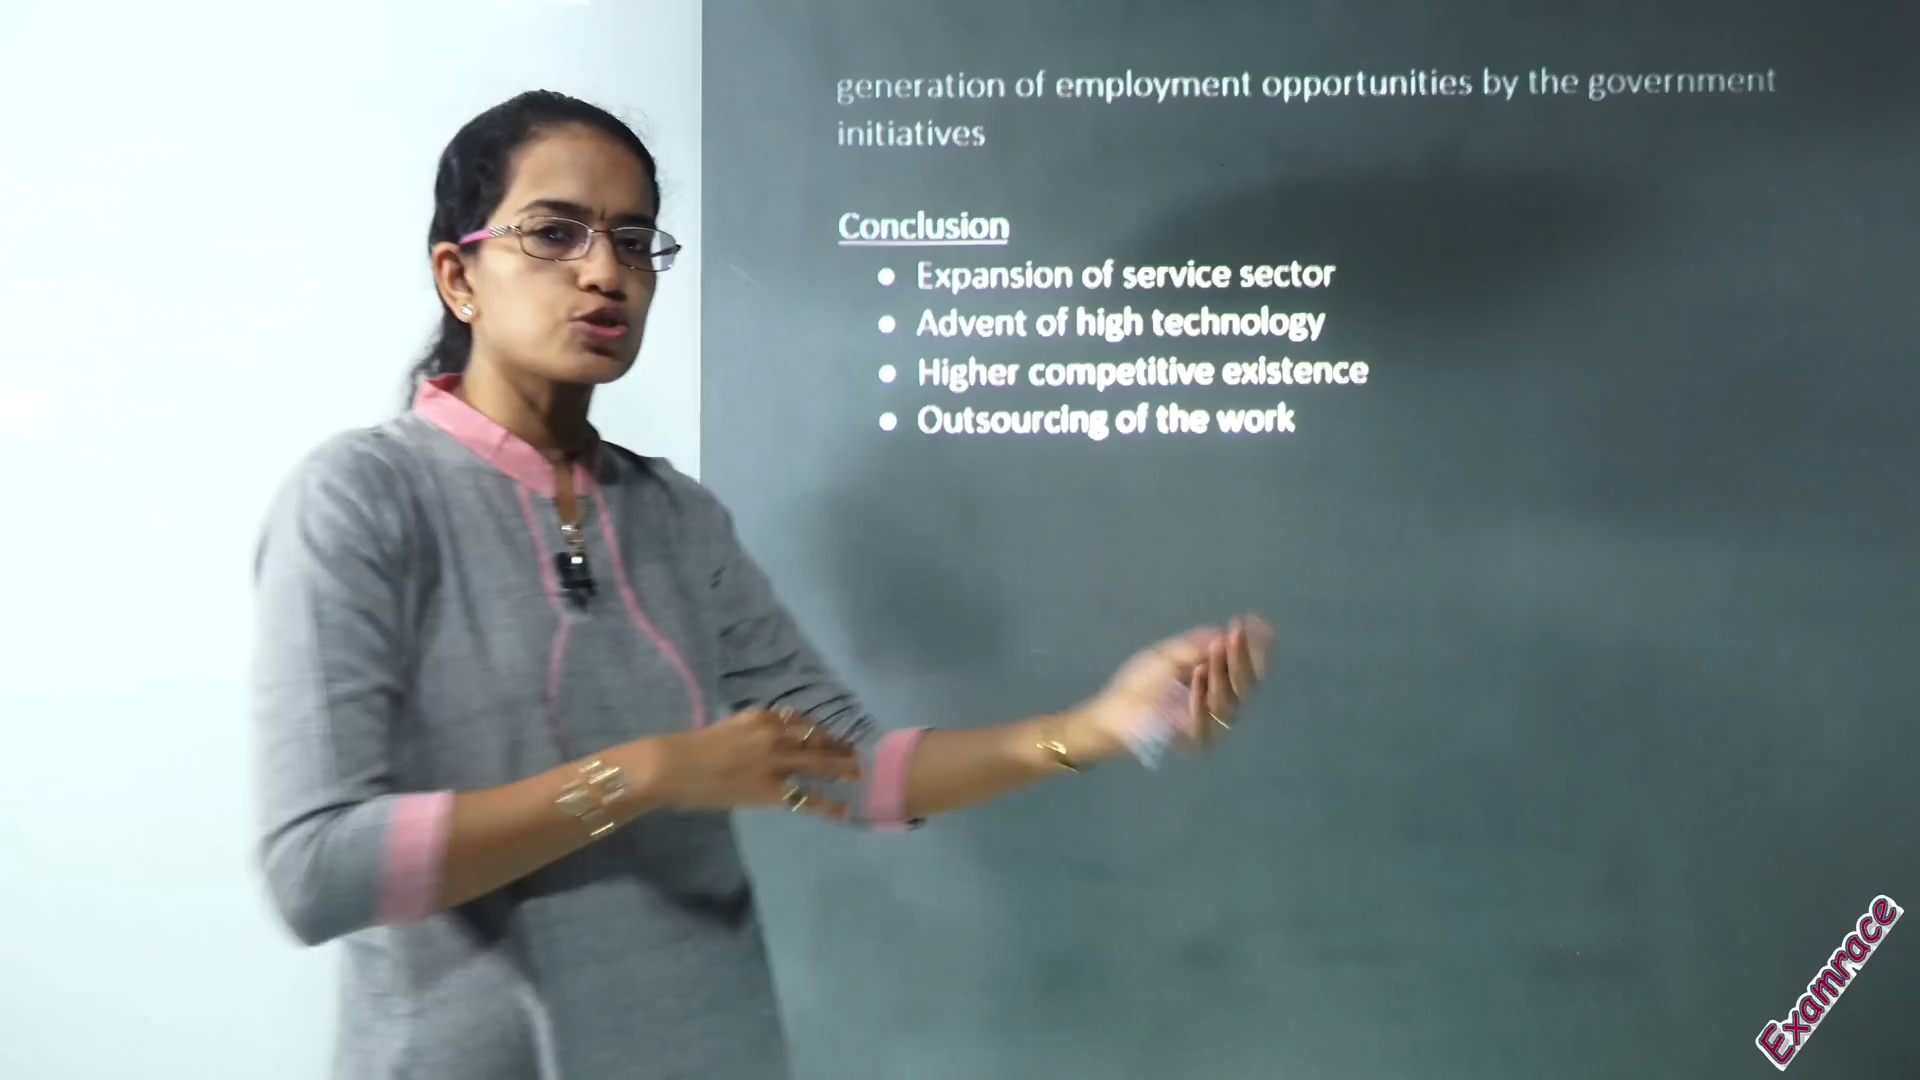 generation of employment opportunities by the government
initiatives
Conclusion
● Expansion of service sector
● Advent of high technology
● Higher competitive existence
● Outsourcing of the work
Examrace